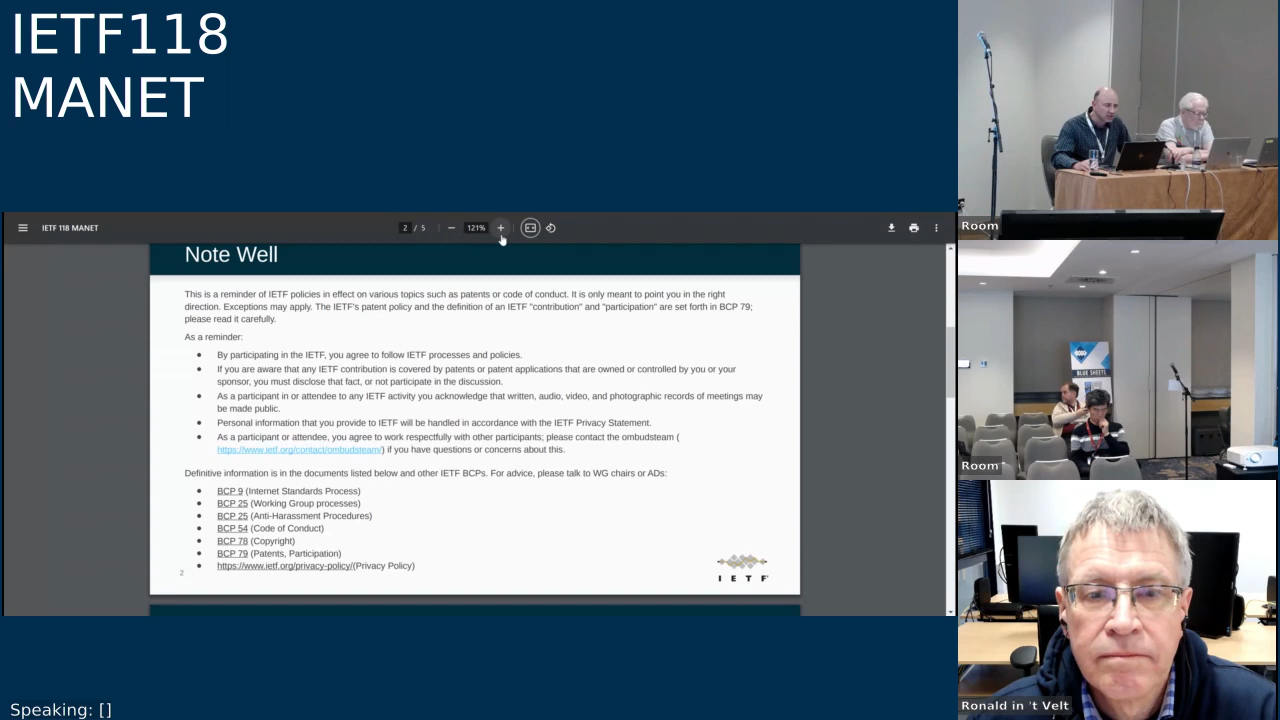 IETF118
MANET
IETF 118 MANET
2 / 5
121%
Note Well
This is a reminder of IETF policies in effect on various topics such as patents or code of conduct. It is only meant to point you in the right
direction. Exceptions may apply. The IETF's patent policy and the definition of an IETF "contribution" and "participation" are set forth in BCP 79;
please read it carefully.
As a reminder:
By participating in the IETF, you agree to follow IETF processes and policies.
If you are aware that any IETF contribution is covered by patents or patent applications that are owned or controlled by you or your
sponsor, you must disclose that fact, or not participate in the discussion.
As a participant in or attendee to any IETF activity you acknowledge that written, audio, video, and photographic records of meetings may
be made public.
Personal information that you provide to IETF will be handled in accordance with the IETF Privacy Statement.
As a participant or attendee, you agree to work respectfully with other participants; please contact the ombudsteam (
https://www.ietf.org/contact/ombudsteam/) if you have questions or concerns about this.
Definitive information is in the documents listed below and other IETF BCPs. For advice, please talk to WG chairs or ADs:
BCP 9 (Internet Standards Process)
BCP 25 (Working Group processes)
BCP 25 (Anti-Harassment Procedures)
BCP 54 (Code of Conduct)
BCP 78 (Copyright)
BCP 79 (Patents, Participation)
https://www.ietf.org/privacy-policy/(Privacy Policy)
2
I E T F
Speaking: []
Room
BLUE SHEETS
Room
Ronald in 't Velt